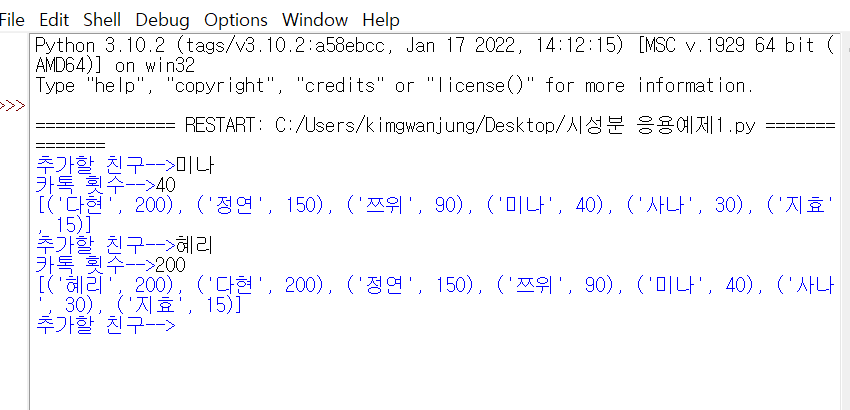 File Edit Shell Debug Options Window Help
Python 3.10.2 (tags/v3.10.2:a58ebcc, Jan 17 2022, 14:12:15) [MSC v.1929 64 bit (
AMD64)] on win32
Type "help", "copyright", "credits" or "license()" for more information.
>>>
============== RESTART: C:/Users/kimgwanjung/Desktop/시성분 응용예제1.py =======
=======
추가할 친구-->미나
카톡 횟수-->40
[('다현', 200), ('정연', 150), ('쯔위', 90), ('미나', 40), ('사나', 30), ('지효'
, 15)]
추가할 친구-->혜리
카톡 횟수-->200
[('혜리', 200), ('다현', 200), ('정연', 150), ('쯔위', 90), ('미나', 40), ('사나
', 30), ('지효', 15)]
추가할 친구-->